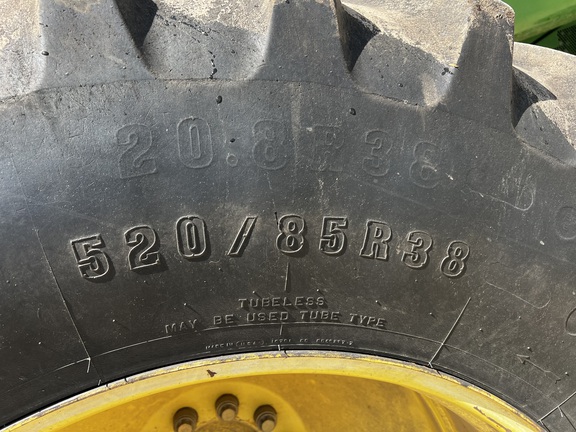 20.8R38
520/85R38
TUBELESS
MAY BE USED TUBE TYPE